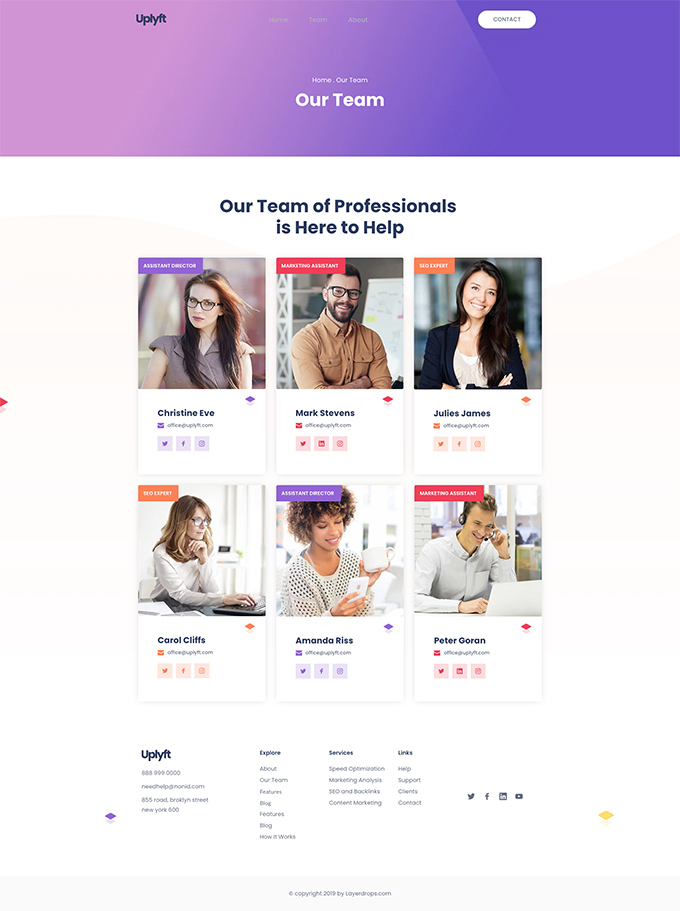 Uplyft
Home Team About
CONTACT
Home . Our Team
Our Team
Our Team of Professionals
is Here to Help
ASSISTANT DIRECTOR
MARKETING ASSISTANT
SEO EXPERT
Christine Eve
office@uplyft.com
Mark Stevens
office@uplyft.com
Julies James
office@uplyft.com
SEO EXPERT
ASSISTANT DIRECTOR
MARKETING ASSISTANT
Carol Cliffs
office@uplyft.com
Amanda Riss
office@uplyft.com
Peter Goran
office@uplyft.com
Uplyft
888 999 0000
needhelp@nonid.com
855 road, broklyn street
new york 600
Explore
About
Our Team
Features
Blog
Features
Blog
How It Works
Services
Speed Optimization
Marketing Analysis
SEO and Backlinks
Content Marketing
Links
Help
Support
Clients
Contact
© copyright 2019 by Layerdrops.com